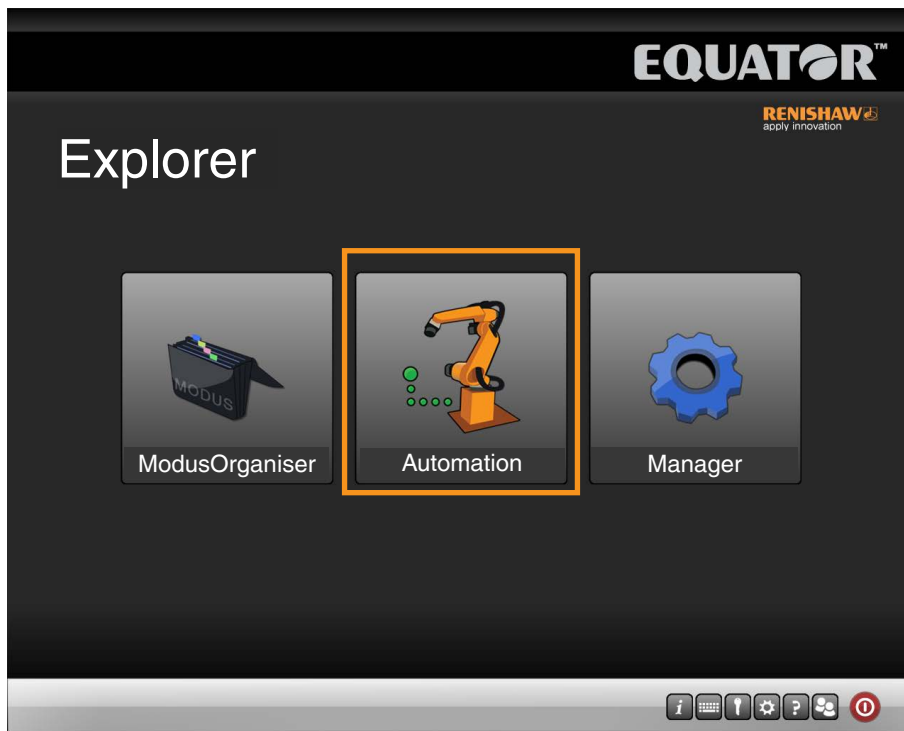 EQUATOR™
RENISHAW
apply innovation
Explorer
MODUS
ModusOrganiser
Automation
Manager
i
?